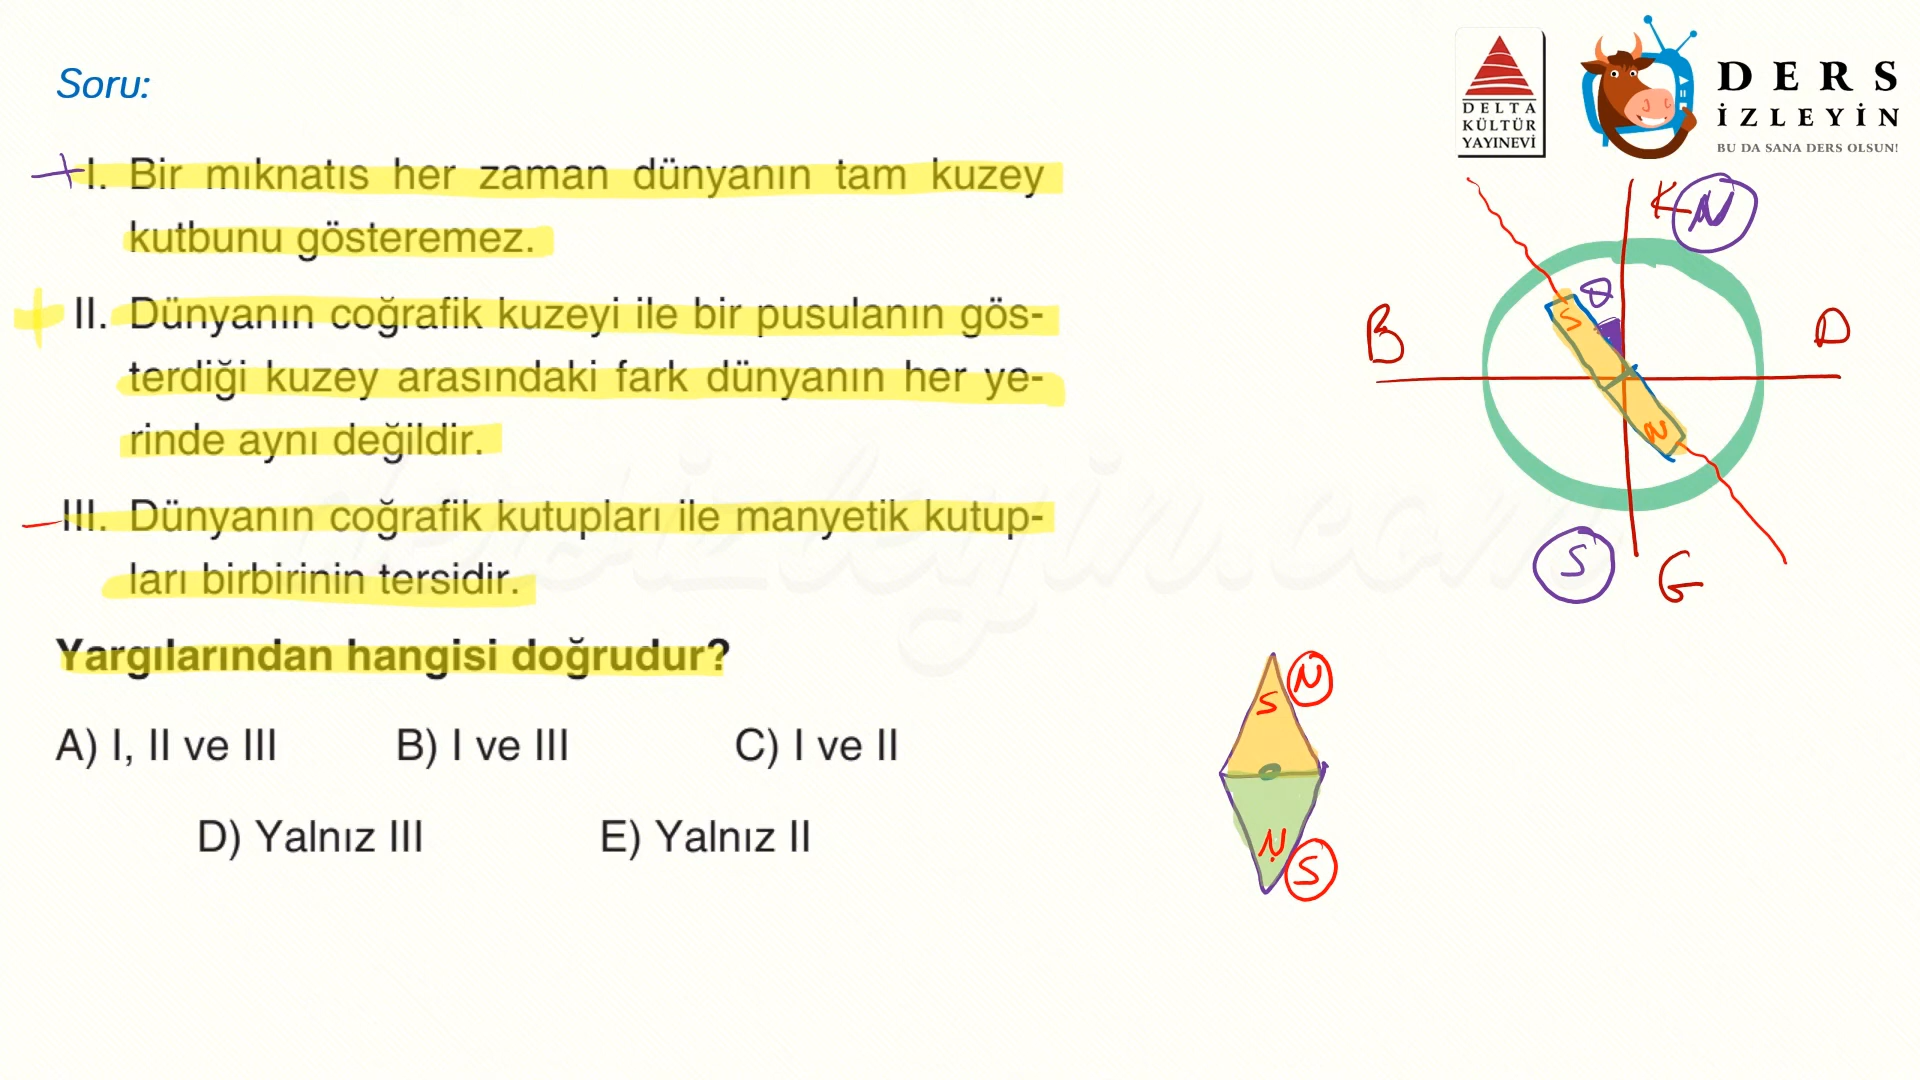 Soru:
DELTA
KÜLTÜR
YAYINEVİ
DERS
İZLEYİN
BU DA SANA DERS OLSUN!
+ I. Bir mıknatıs her zaman dünyanın tam kuzey
kutbunu gösteremez.
+ II. Dünyanın coğrafik kuzeyi ile bir pusulanın gös-
terdiği kuzey arasındaki fark dünyanın her ye-
rinde aynı değildir.
- III. Dünyanın coğrafik kutupları ile manyetik kutup-
ları birbirinin tersidir.
Yargılarından hangisi doğrudur?
A) I, II ve III B) I ve III C) I ve II
D) Yalnız III E) Yalnız II
K N
S
B D
N
S G
S N
N S
dersizleyin.com